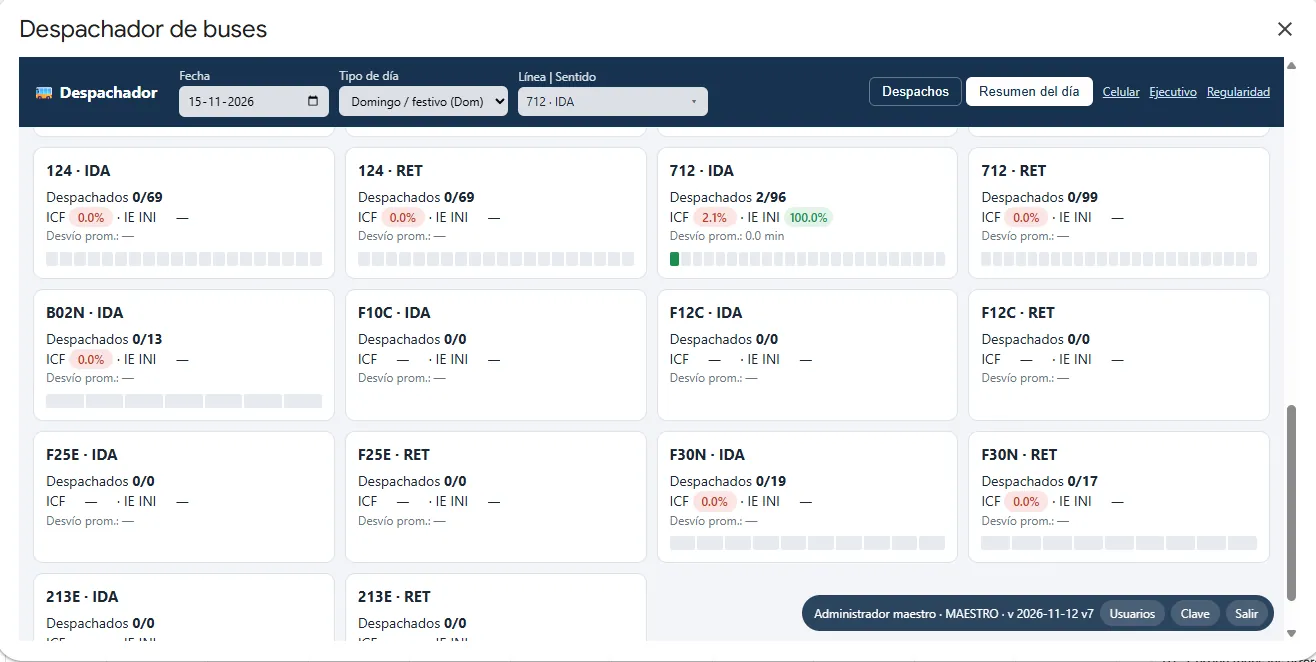 Despachador de buses
Fecha
Tipo de día
Línea | Sentido
Despachador
15-11-2026
Domingo / festivo (Dom)
712 · IDA
Despachos
Resumen del día
Celular
Ejecutivo
Regularidad
124 · IDA
Despachados 0/69
ICF 0.0% · IE INI —
Desvío prom.: —
124 · RET
Despachados 0/69
ICF 0.0% · IE INI —
Desvío prom.: —
712 · IDA
Despachados 2/96
ICF 2.1% · IE INI 100.0%
Desvío prom.: 0.0 min
712 · RET
Despachados 0/99
ICF 0.0% · IE INI —
Desvío prom.: —
B02N · IDA
Despachados 0/13
ICF 0.0% · IE INI —
Desvío prom.: —
F10C · IDA
Despachados 0/0
ICF — · IE INI —
Desvío prom.: —
F12C · IDA
Despachados 0/0
ICF — · IE INI —
Desvío prom.: —
F12C · RET
Despachados 0/0
ICF — · IE INI —
Desvío prom.: —
F25E · IDA
Despachados 0/0
ICF — · IE INI —
Desvío prom.: —
F25E · RET
Despachados 0/0
ICF — · IE INI —
Desvío prom.: —
F30N · IDA
Despachados 0/19
ICF 0.0% · IE INI —
Desvío prom.: —
F30N · RET
Despachados 0/17
ICF 0.0% · IE INI —
Desvío prom.: —
213E · IDA
Despachados 0/0
213E · RET
Despachados 0/0
Administrador maestro · MAESTRO · v 2026-11-12 v7
Usuarios
Clave
Salir